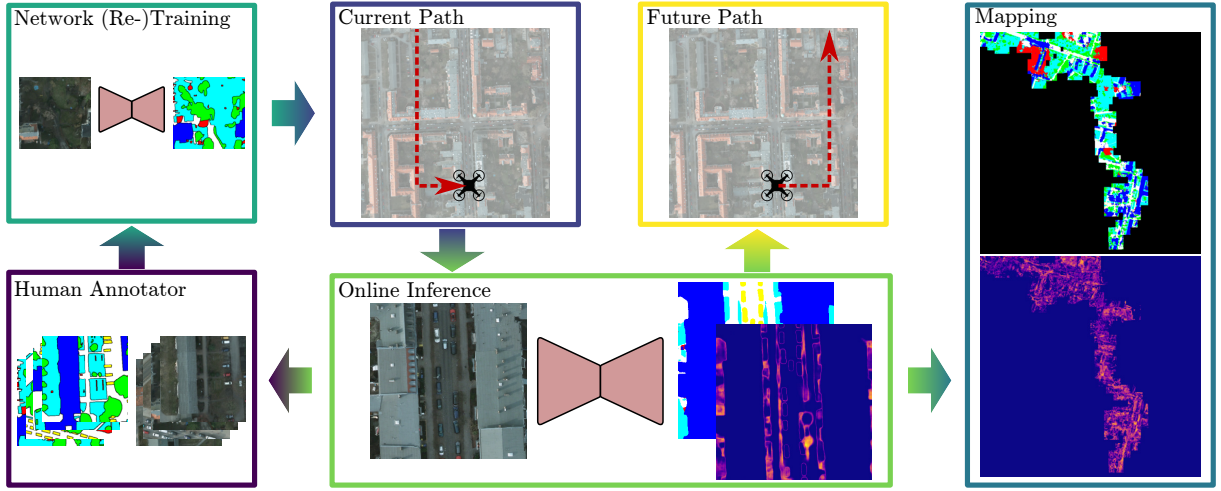 Network (Re-)Training
Current Path
Future Path
Mapping
Human Annotator
Online Inference